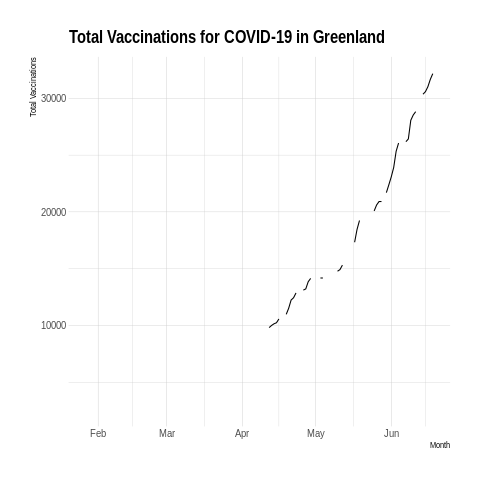 Total Vaccinations for COVID-19 in Greenland
Total Vaccinations
30000
20000
10000
Feb Mar Apr May Jun
Month